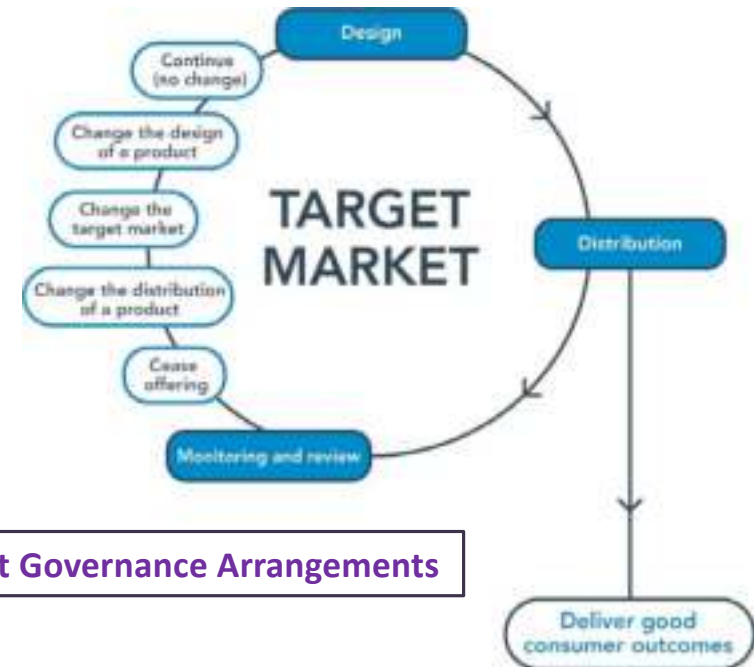 Design
Continue
(no change)
Change the design
of a product
Change the
target market
Change the distribution
of a product
Cease
offering
TARGET
MARKET
Distribution
Monitoring and review
t Governance Arrangements
Deliver good
consumer outcomes